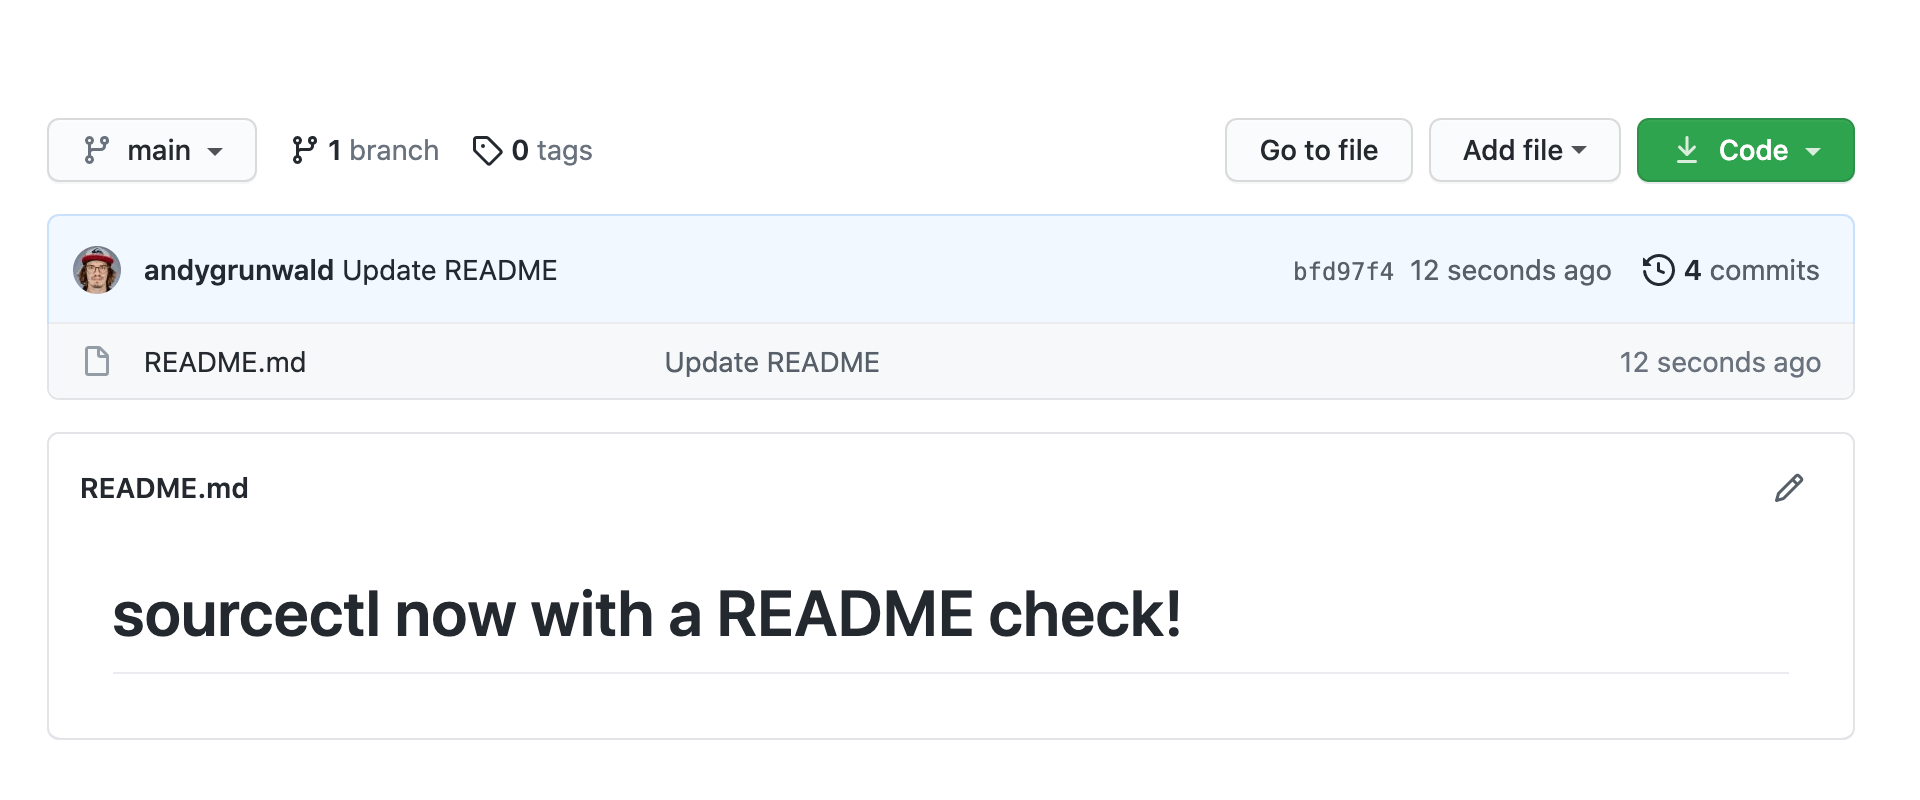 main 1 branch 0 tags Go to file Add file Code
andygrunwald Update README bfd97f4 12 seconds ago 4 commits
README.md Update README 12 seconds ago
README.md
sourcectl now with a README check!